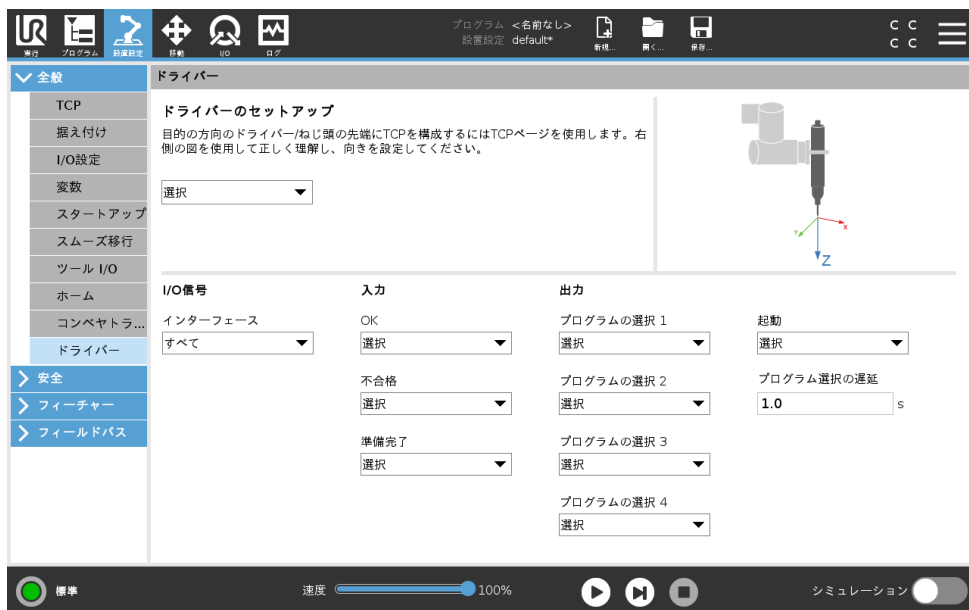 プログラム <名前なし>
設置設定 default*
実行
プログラム
設置設定
移動
I/O
ログ
新規...
開く...
保存...
C C
C C
全般
TCP
据え付け
I/O設定
変数
スタートアップ
スムーズ移行
ツール I/O
ホーム
コンベヤトラ...
ドライバー
安全
フィーチャー
フィールドバス
ドライバー
ドライバーのセットアップ
目的の方向のドライバー/ねじ頭の先端にTCPを構成するにはTCPページを使用します。右
側の図を使用して正しく理解し、向きを設定してください。
選択
Y
X
Z
I/O信号
インターフェース
すべて
入力
OK
選択
不合格
選択
準備完了
選択
出力
プログラムの選択 1
選択
プログラムの選択 2
選択
プログラムの選択 3
選択
プログラムの選択 4
選択
起動
選択
プログラム選択の遅延
1.0 s
標準
速度 100%
シミュレーション